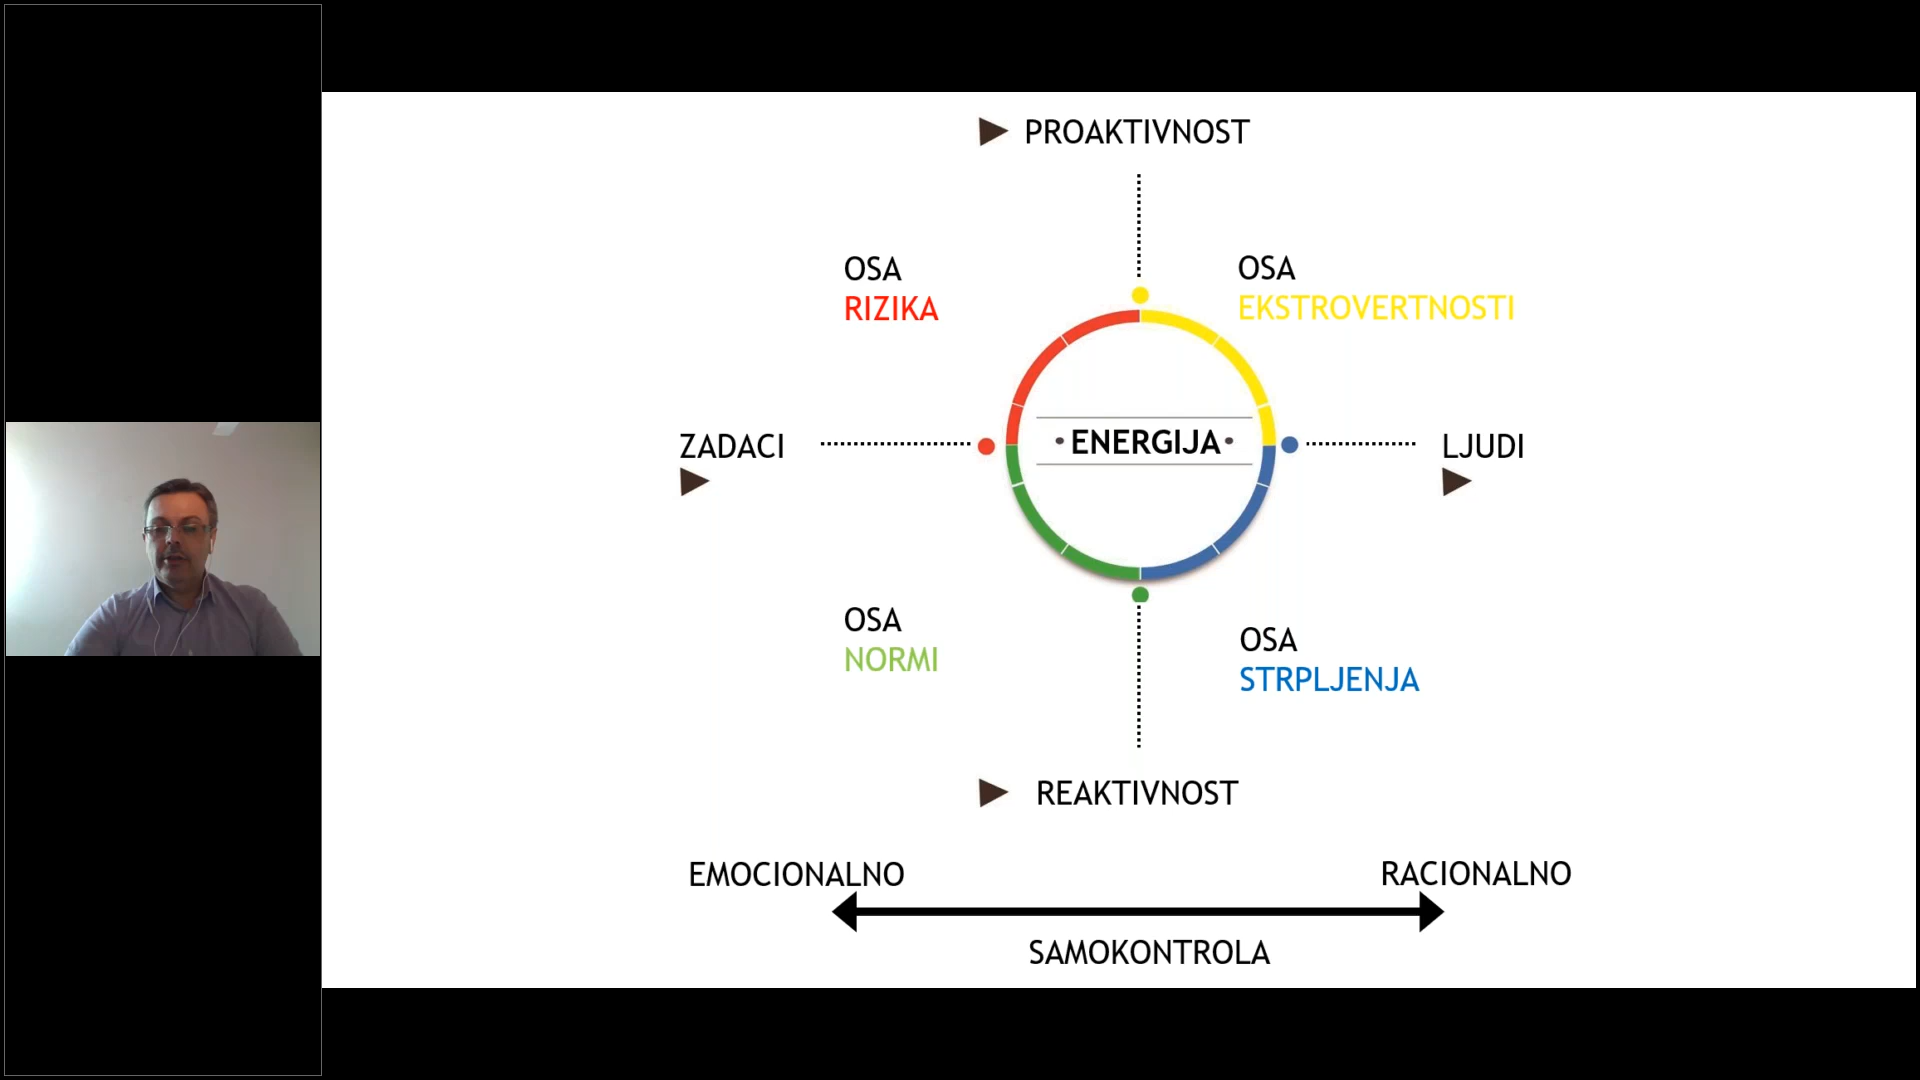 PROAKTIVNOST
OSA
RIZIKA
OSA
EKSTROVERTNOSTI
ZADACI
ENERGIJA
LJUDI
OSA
NORMI
OSA
STRPLJENJA
REAKTIVNOST
EMOCIONALNO
RACIONALNO
SAMOKONTROLA